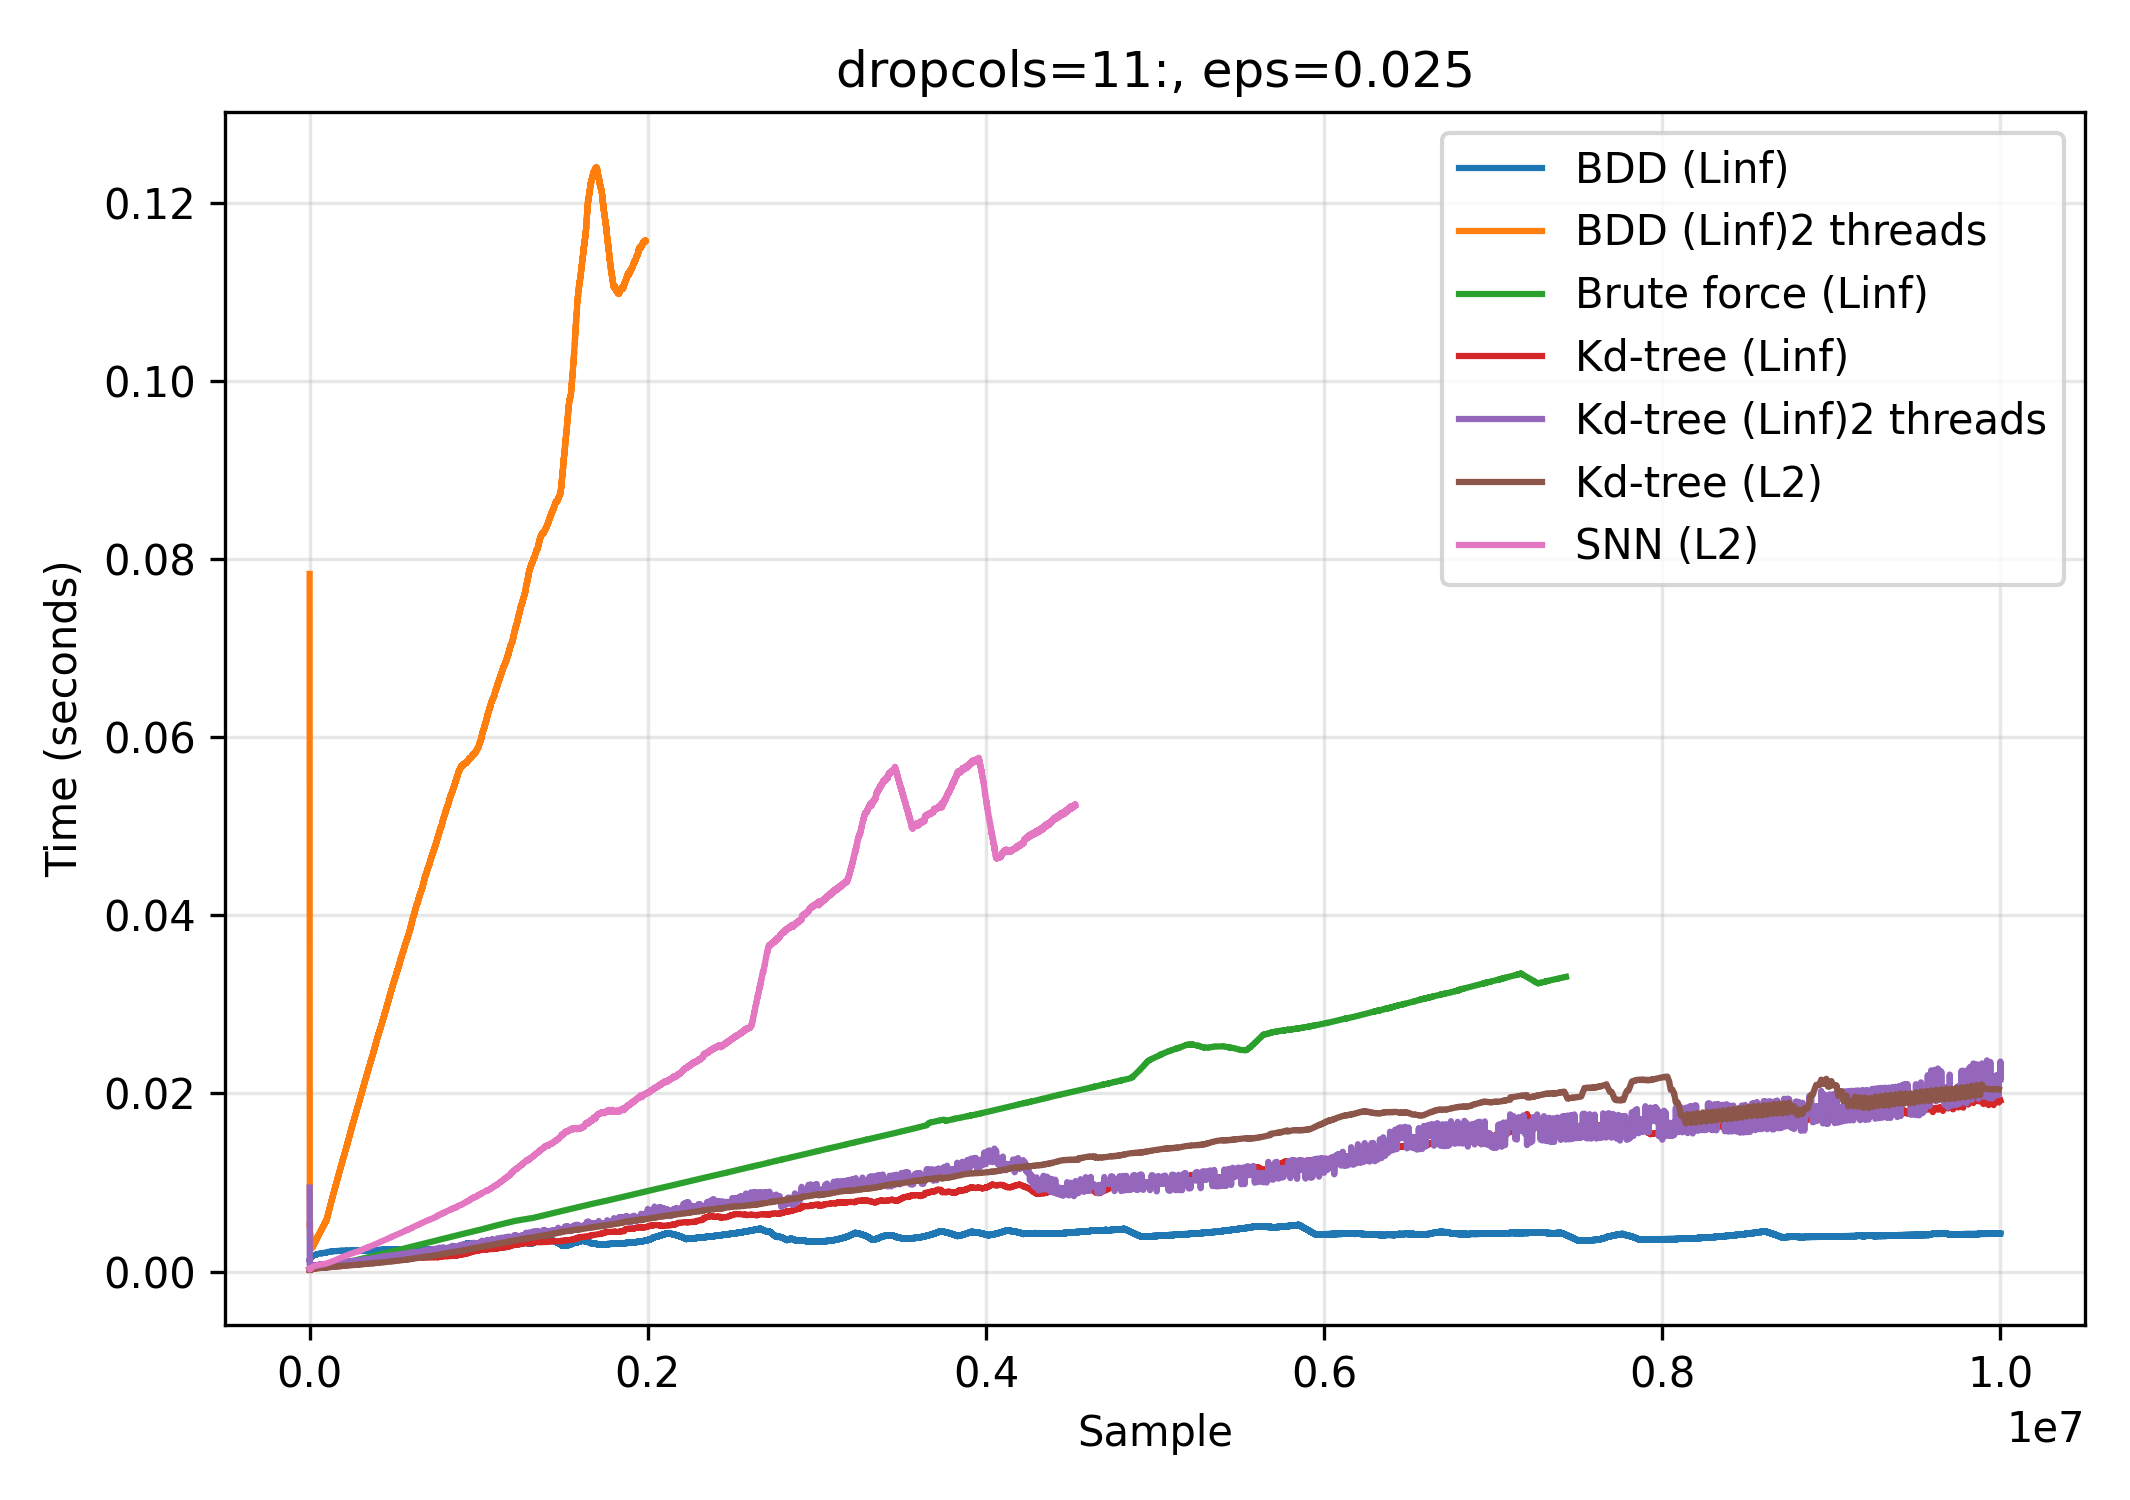 dropcols=11:, eps=0.025
BDD (Linf)
BDD (Linf)2 threads
Brute force (Linf)
Kd-tree (Linf)
Kd-tree (Linf)2 threads
Kd-tree (L2)
SNN (L2)
Time (seconds)
0.12
0.10
0.08
0.06
0.04
0.02
0.00
0.0 0.2 0.4 0.6 0.8 1.0
Sample
1e7